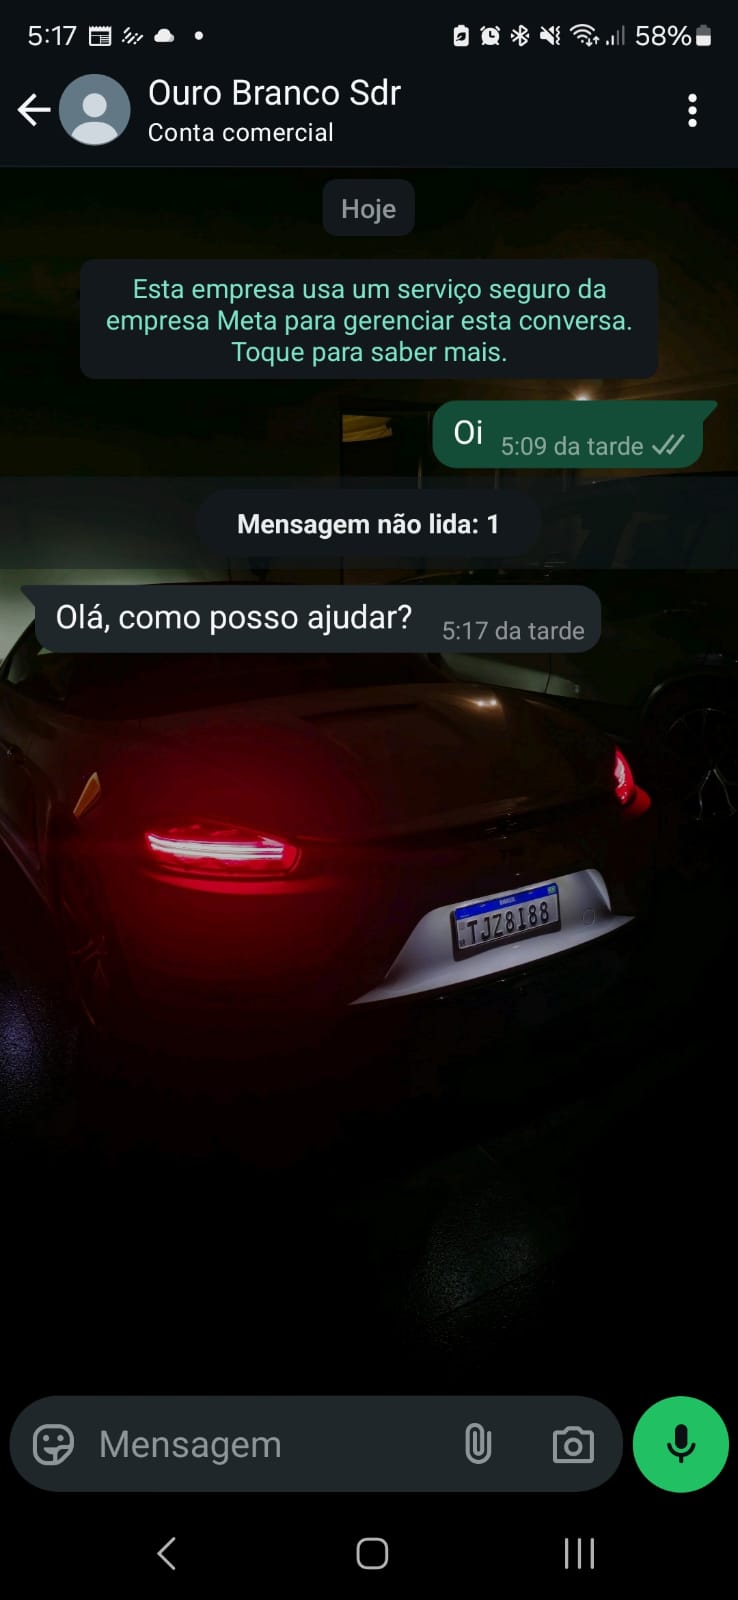 5:17
58%
Ouro Branco Sdr
Conta comercial
Hoje
Esta empresa usa um serviço seguro da
empresa Meta para gerenciar esta conversa.
Toque para saber mais.
Oi 5:09 da tarde
Mensagem não lida: 1
Olá, como posso ajudar? 5:17 da tarde
BRASIL
TJZ8I88
Mensagem